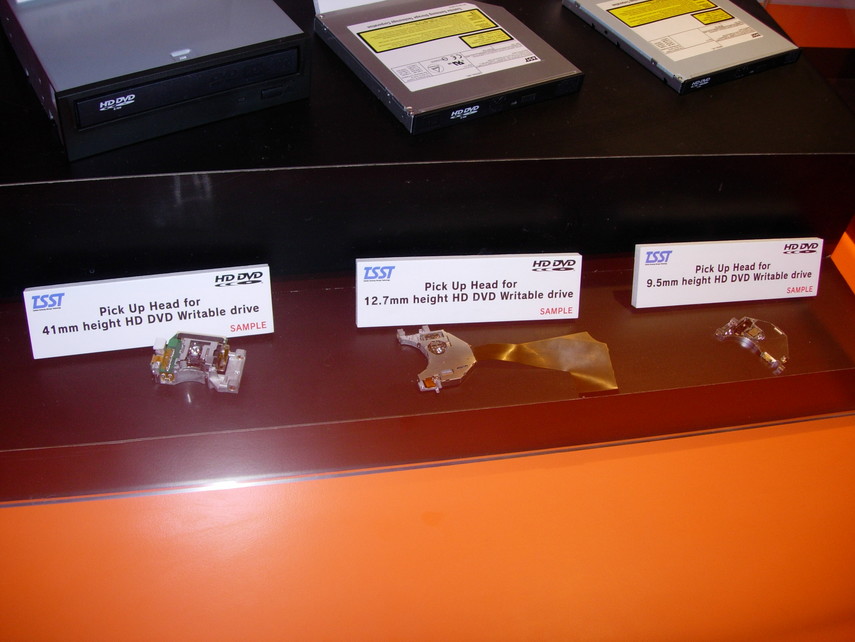 HD DVD
HD DVD
HD DVD
TSST
HD DVD
Pick Up Head for
41mm height HD DVD Writable drive
SAMPLE
TSST
HD DVD
Pick Up Head for
12.7mm height HD DVD Writable drive
SAMPLE
TSST
HD DVD
Pick Up Head for
9.5mm height HD DVD Writable drive
SAMPLE